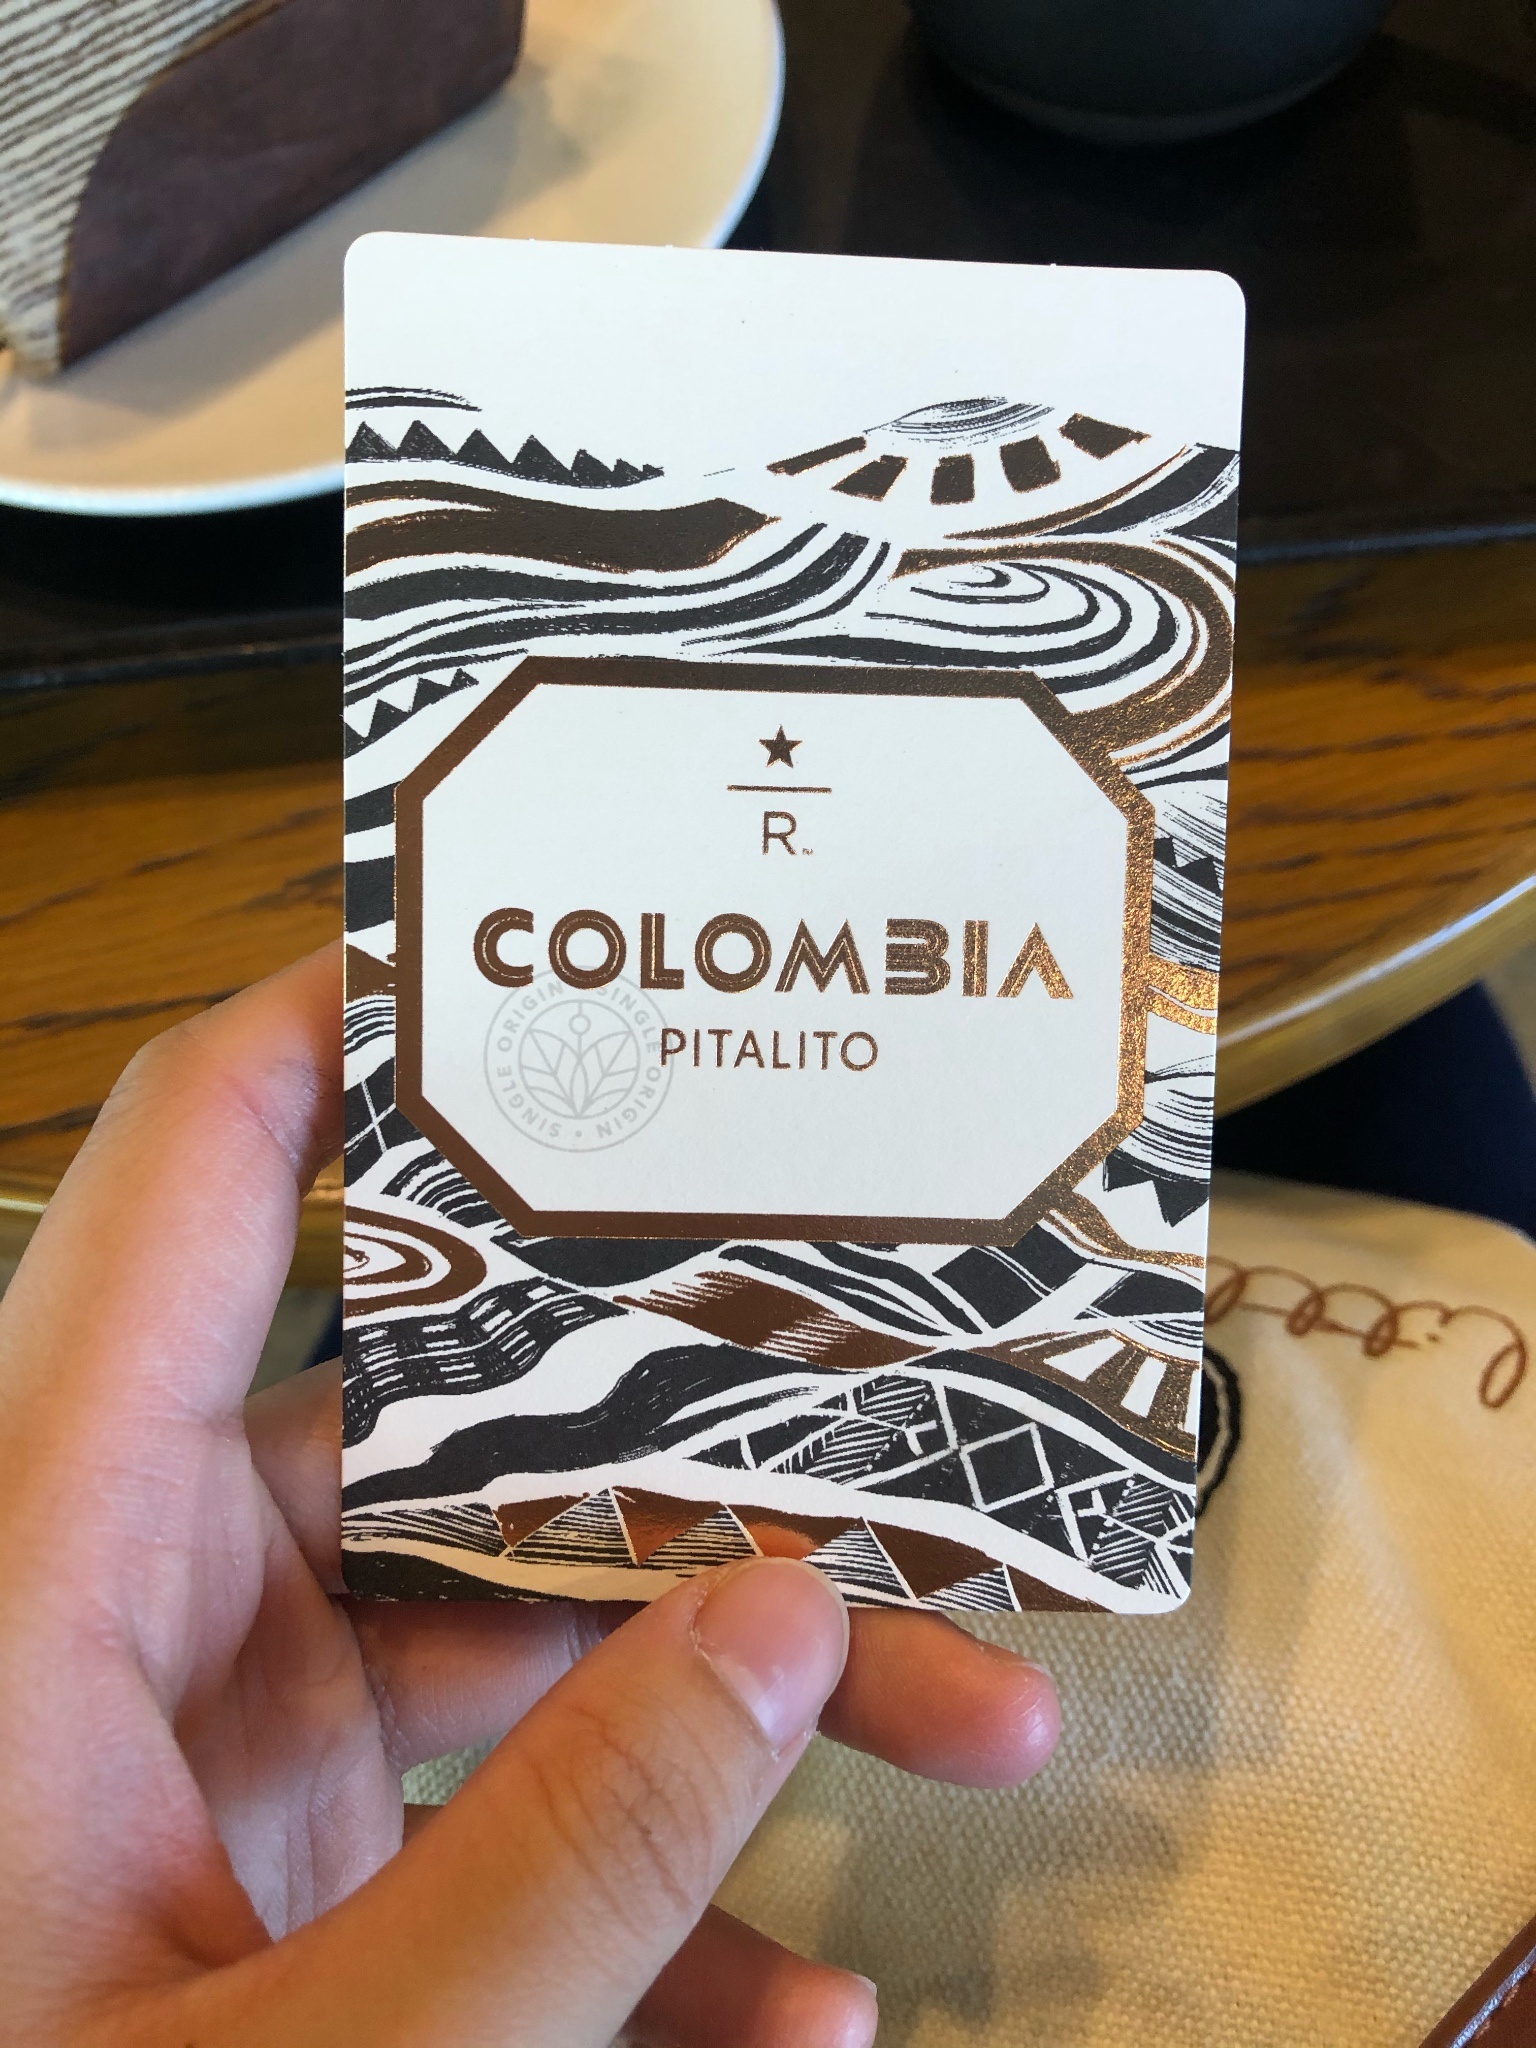 R.
COLOMBIA
PITALITO
SINGLE ORIGIN • SINGLE ORIGIN •